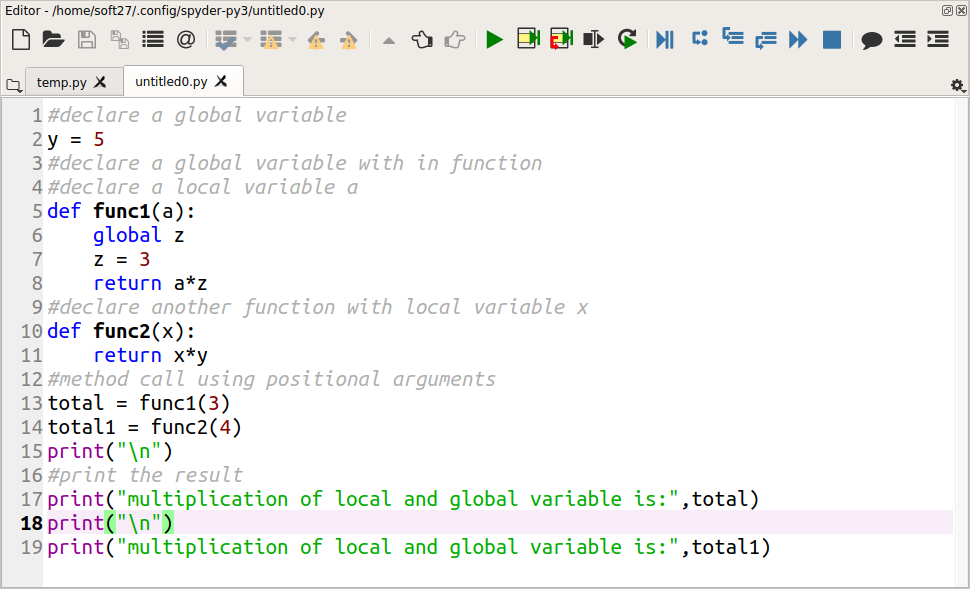 Editor - /home/soft27/.config/spyder-py3/untitled0.py
temp.py untitled0.py
1 #declare a global variable
2 y = 5
3 #declare a global variable with in function
4 #declare a local variable a
5 def func1(a):
6     global z
7     z = 3
8     return a*z
9 #declare another function with local variable x
10 def func2(x):
11     return x*y
12 #method call using positional arguments
13 total = func1(3)
14 total1 = func2(4)
15 print("\n")
16 #print the result
17 print("multiplication of local and global variable is:",total)
18 print("\n")
19 print("multiplication of local and global variable is:",total1)